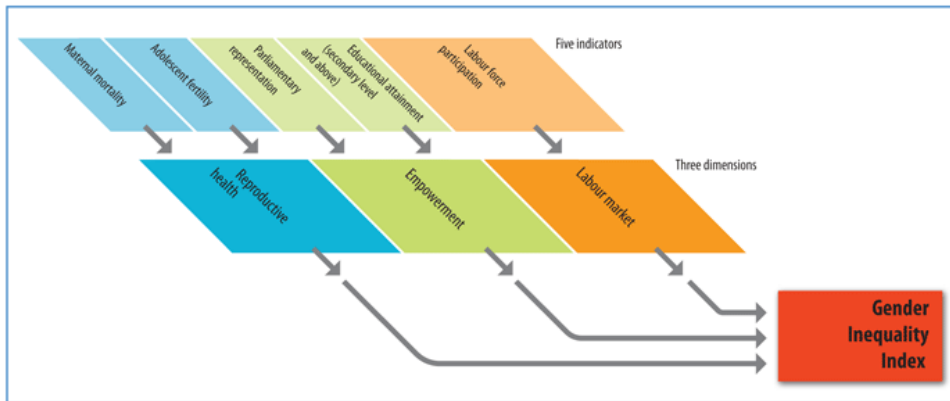 Maternal mortality
Adolescent fertility
Parliamentary
representation
Educational attainment
(secondary level
and above)
Labour force
participation
Five indicators
Reproductive
health
Empowerment
Labour market
Three dimensions
Gender
Inequality
Index